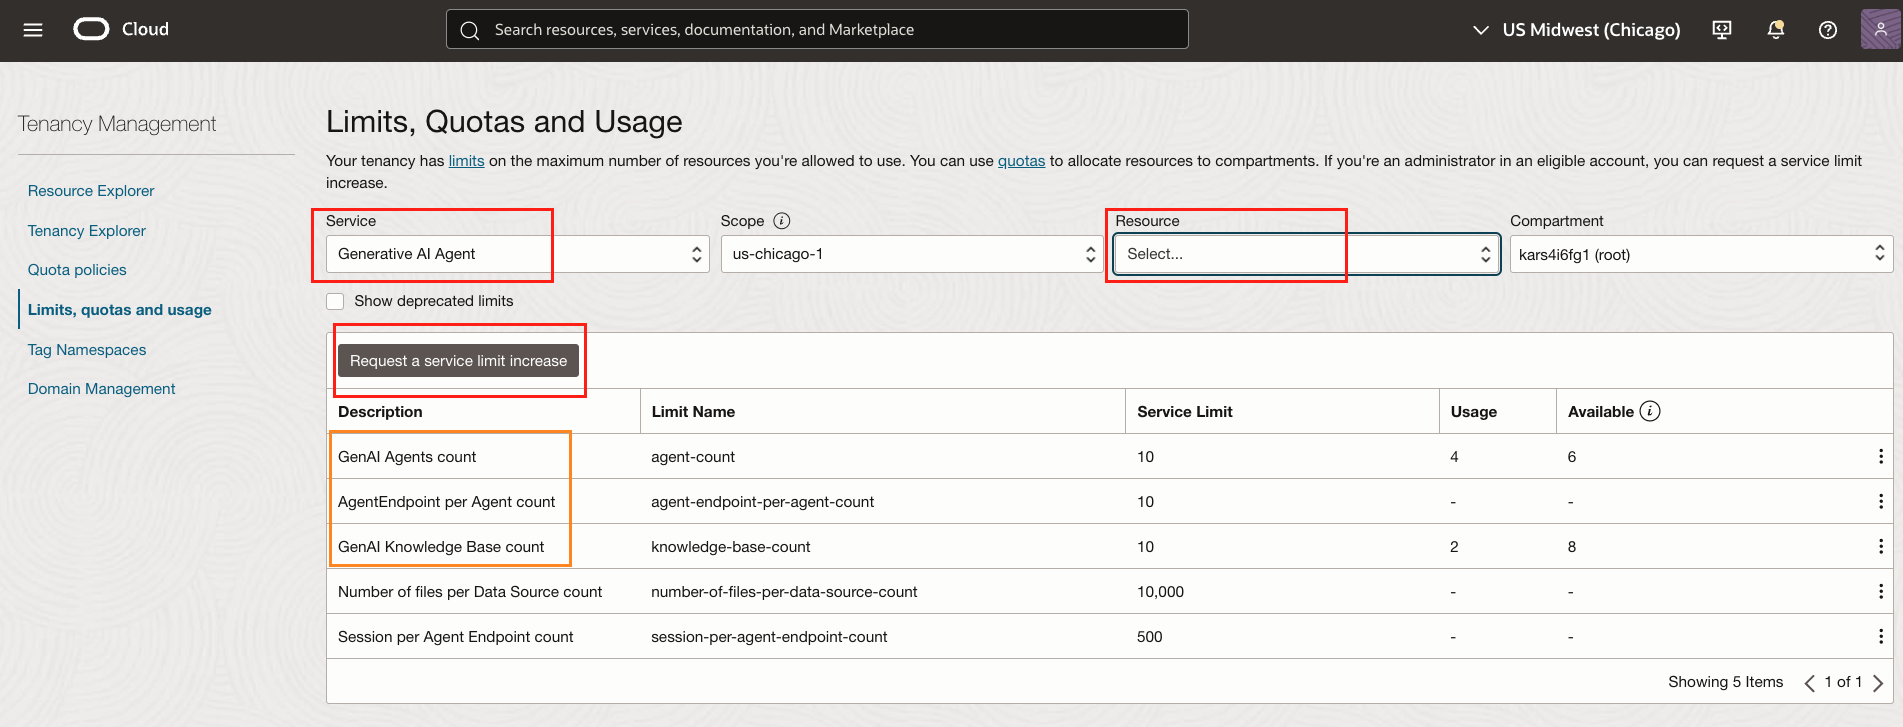 Cloud
Search resources, services, documentation, and Marketplace
US Midwest (Chicago)
Tenancy Management
Resource Explorer
Tenancy Explorer
Quota policies
Limits, quotas and usage
Tag Namespaces
Domain Management
Limits, Quotas and Usage
Your tenancy has limits on the maximum number of resources you're allowed to use. You can use quotas to allocate resources to compartments. If you're an administrator in an eligible account, you can request a service limit
increase.
Service Scope i Resource Compartment
Generative AI Agent us-chicago-1 Select... kars4i6fg1 (root)
Show deprecated limits
Request a service limit increase
Description Limit Name Service Limit Usage Available i
GenAI Agents count agent-count 10 4 6
AgentEndpoint per Agent count agent-endpoint-per-agent-count 10 - -
GenAI Knowledge Base count knowledge-base-count 10 2 8
Number of files per Data Source count number-of-files-per-data-source-count 10,000 - -
Session per Agent Endpoint count session-per-agent-endpoint-count 500 - -
Showing 5 Items 1 of 1